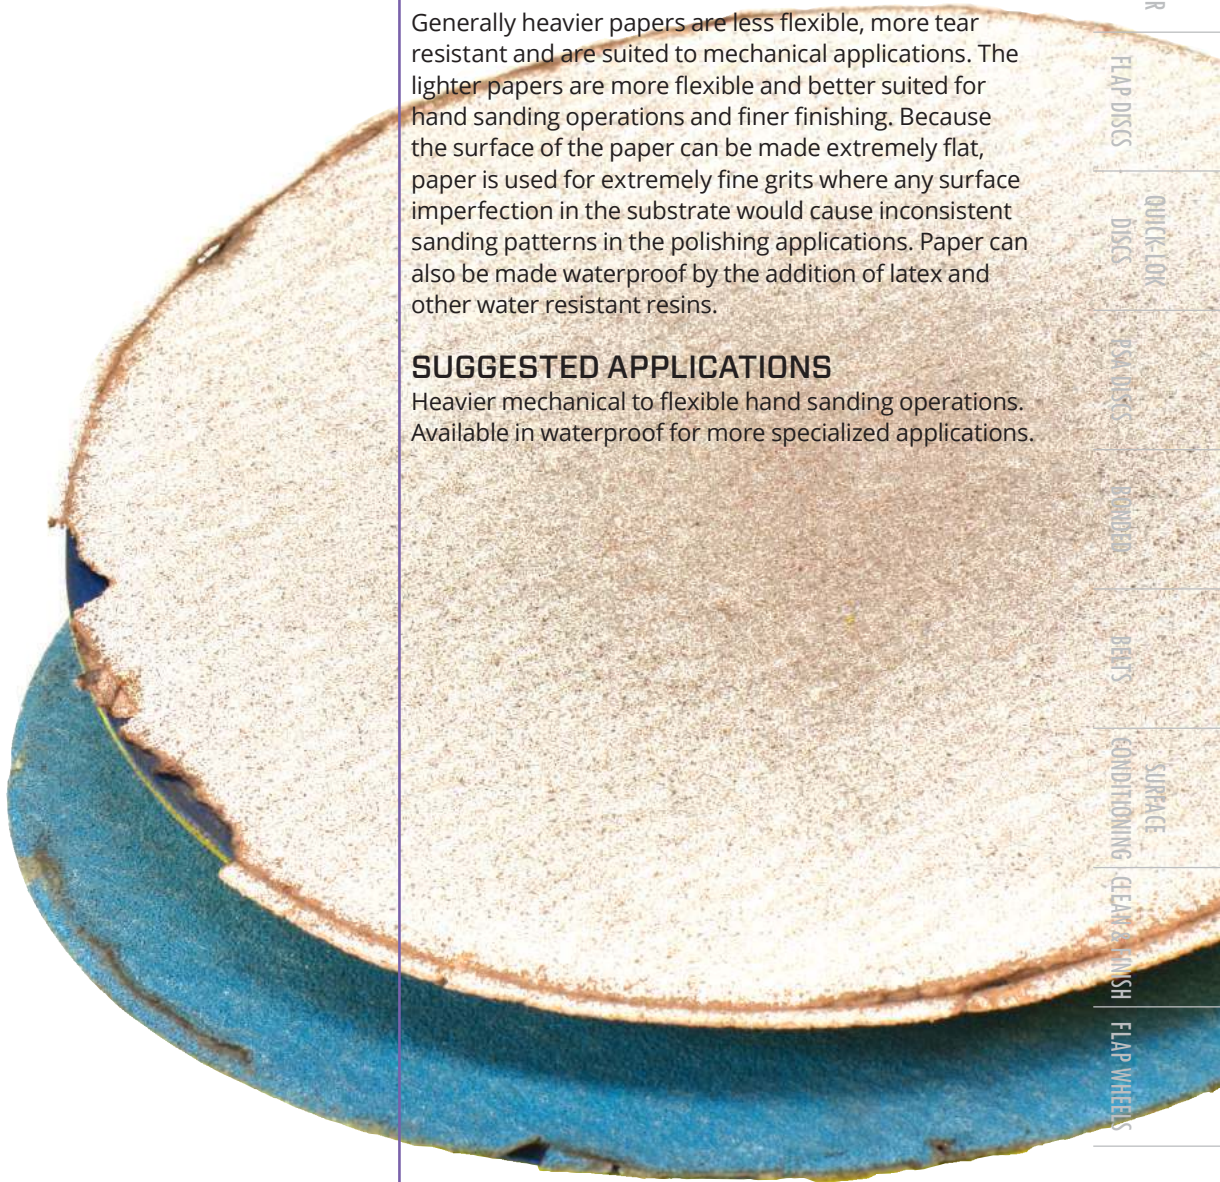 Generally heavier papers are less flexible, more tear
resistant and are suited to mechanical applications. The
lighter papers are more flexible and better suited for
hand sanding operations and finer finishing. Because
the surface of the paper can be made extremely flat,
paper is used for extremely fine grits where any surface
imperfection in the substrate would cause inconsistent
sanding patterns in the polishing applications. Paper can
also be made waterproof by the addition of latex and
other water resistant resins.
SUGGESTED APPLICATIONS
Heavier mechanical to flexible hand sanding operations.
Available in waterproof for more specialized applications.
FLAP DISCS
QUICK-LOK
DISCS
BELTS
SURFACE
CONDITIONING
CLEAN & FINISH
FLAP WHEELS